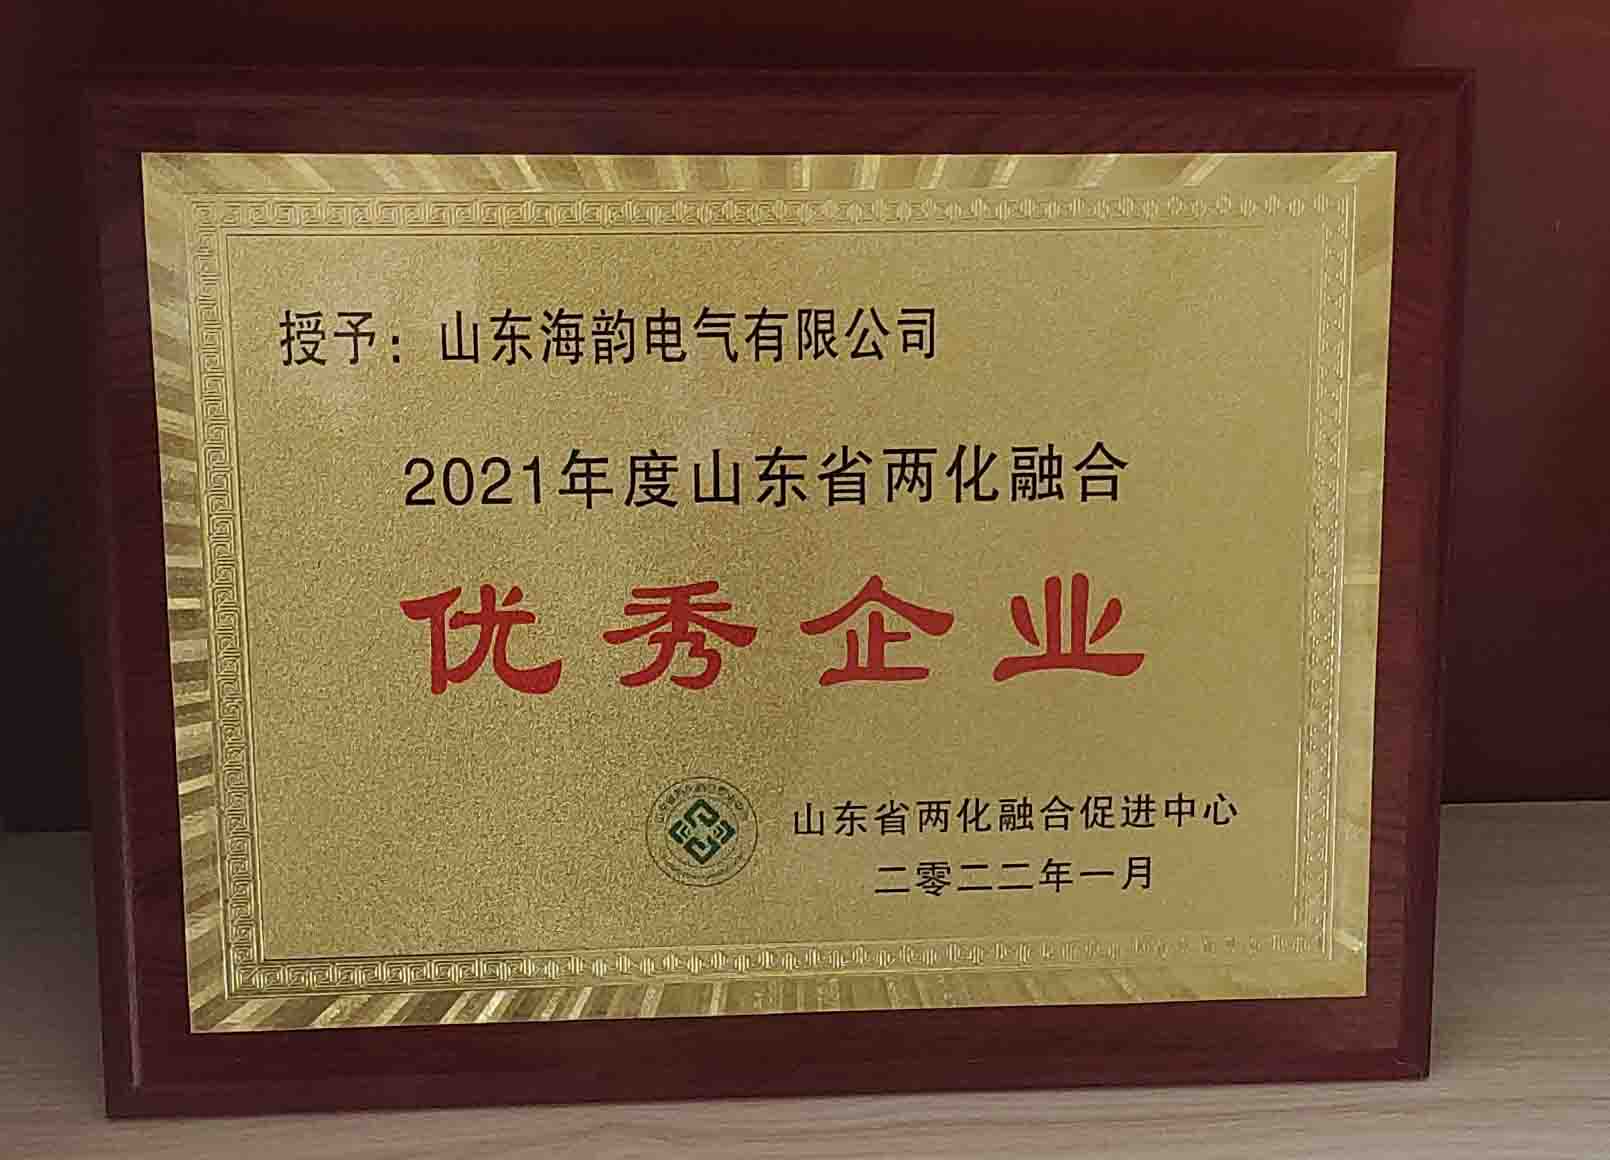 授予：山东海韵电气有限公司
2021年度山东省两化融合
优秀企业
山东省两化融合促进中心
二零二二年一月